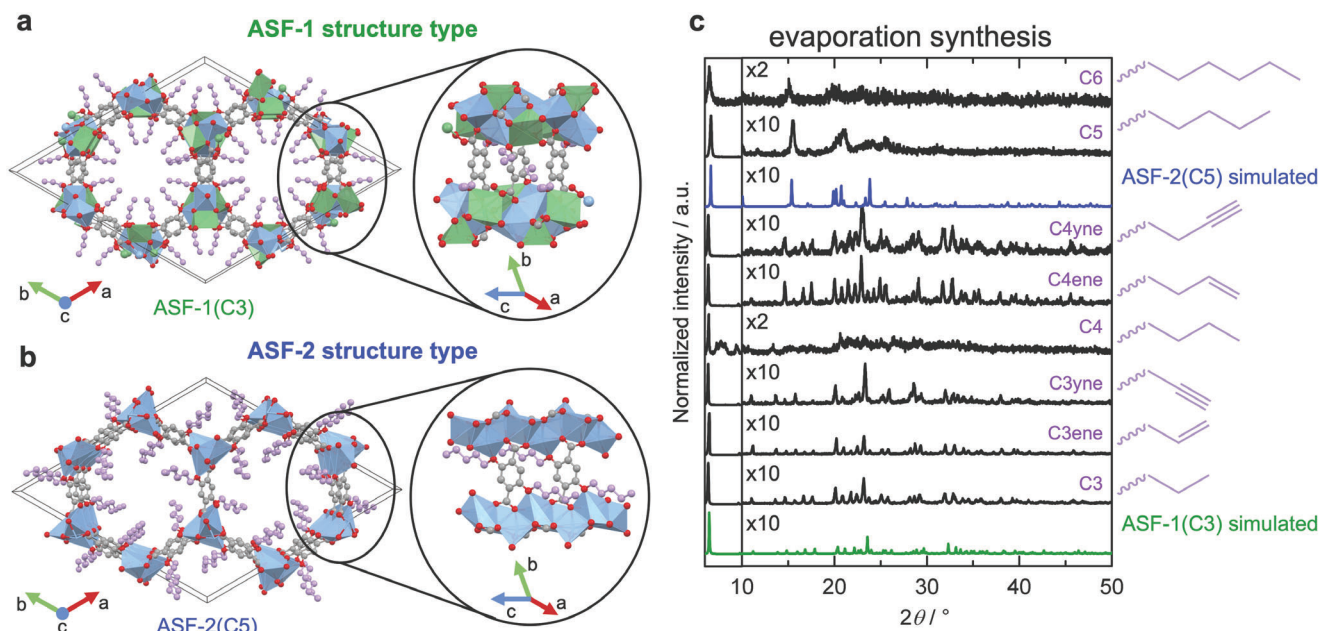 a
ASF-1 structure type
b
c
a
ASF-1(C3)
b
c
a
b
ASF-2 structure type
b
c
a
ASF-2(C5)
b
c
a
c
evaporation synthesis
Normalized intensity / a.u.
x2
C6
x10
C5
x10
ASF-2(C5) simulated
x10
C4yne
x10
C4ene
x2
C4
x10
C3yne
x10
C3ene
x10
C3
x10
ASF-1(C3) simulated
10 20 30 40 50
2θ / °